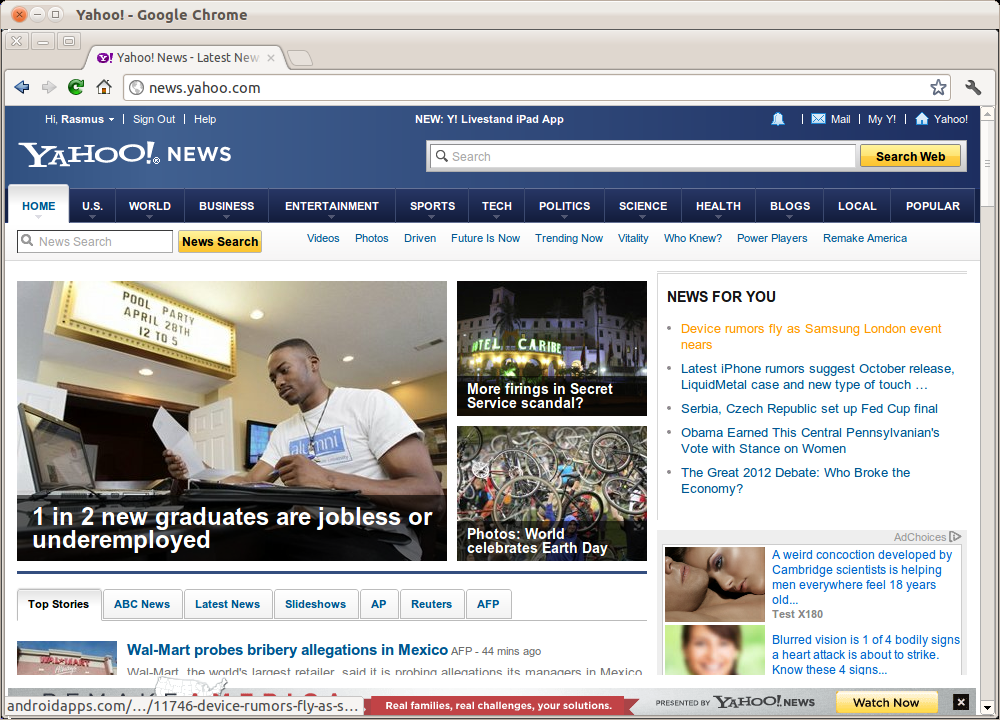 Yahoo! - Google Chrome
Yahoo! News - Latest New
news.yahoo.com
Hi, Rasmus | Sign Out | Help
NEW: Y! Livestand iPad App
| Mail | My Y! | Yahoo!
YAHOO!® NEWS
Search
Search Web
HOME U.S. WORLD BUSINESS ENTERTAINMENT SPORTS TECH POLITICS SCIENCE HEALTH BLOGS LOCAL POPULAR
News Search
News Search
Videos Photos Driven Future Is Now Trending Now Vitality Who Knew? Power Players Remake America
POOL PARTY
APRIL 28TH
12 TO 5
alumni
1 in 2 new graduates are jobless or
underemployed
HOTEL CARIBE
More firings in Secret
Service scandal?
Photos: World
celebrates Earth Day
NEWS FOR YOU
• Device rumors fly as Samsung London event
nears
• Latest iPhone rumors suggest October release,
LiquidMetal case and new type of touch …
• Serbia, Czech Republic set up Fed Cup final
• Obama Earned This Central Pennsylvanian's
Vote with Stance on Women
• The Great 2012 Debate: Who Broke the
Economy?
AdChoices
A weird concoction developed by
Cambridge scientists is helping
men everywhere feel 18 years
old...
Test X180
Blurred vision is 1 of 4 bodily signs
a heart attack is about to strike.
Know these 4 signs...
Top Stories ABC News Latest News Slideshows AP Reuters AFP
WAL-MART
Wal-Mart probes bribery allegations in Mexico AFP - 44 mins ago
Wal-Mart, the world's largest retailer, said it is probing allegations its managers in Mexico
REMAKE AMERICA
androidapps.com/.../11746-device-rumors-fly-as-s...
Real families, real challenges, your solutions.
PRESENTED BY YAHOO! NEWS
Watch Now